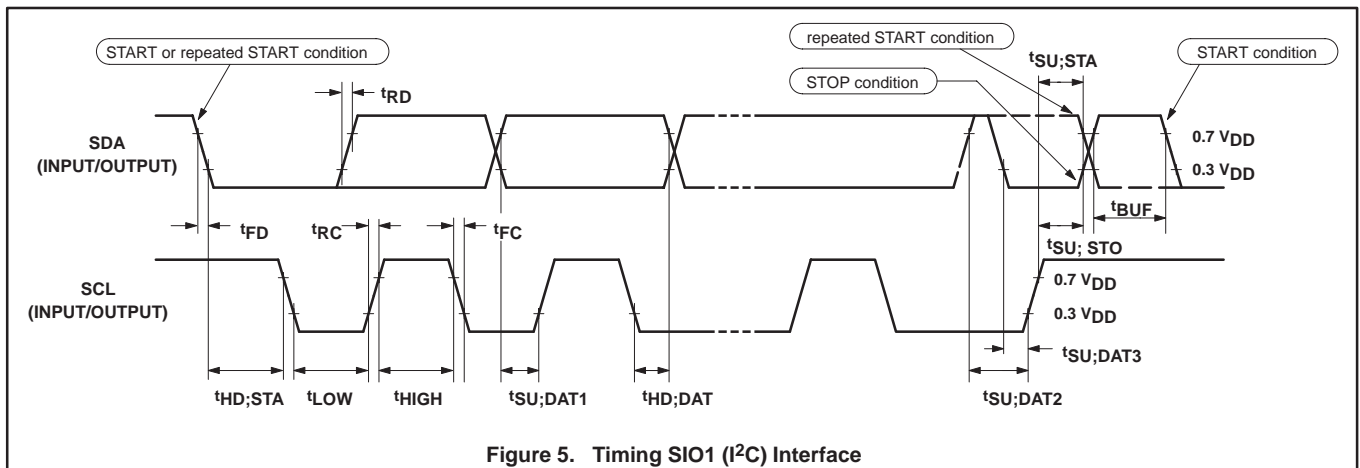 START or repeated START condition
repeated START condition
START condition
tSU;STA
STOP condition
tRD
SDA
(INPUT/OUTPUT)
0.7 VDD
0.3 VDD
tBUF
tFD
tRC
tFC
tSU; STO
SCL
(INPUT/OUTPUT)
0.7 VDD
0.3 VDD
tSU;DAT3
tHD;STA
tLOW
tHIGH
tSU;DAT1
tHD;DAT
tSU;DAT2
Figure 5. Timing SIO1 (I²C) Interface